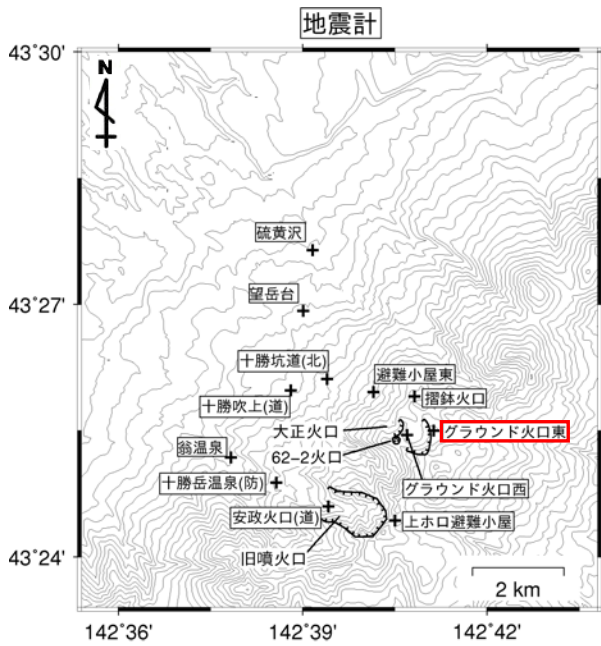 地震計
43°30'
N
硫黄沢
43°27'
望岳台
十勝坑道(北)
避難小屋東
十勝吹上(道)
摺鉢火口
大正火口
グラウンド火口東
翁温泉
62-2火口
十勝岳温泉(防)
グラウンド火口西
安政火口(道)
上ホロ避難小屋
43°24'
旧噴火口
2 km
142°36'
142°39'
142°42'